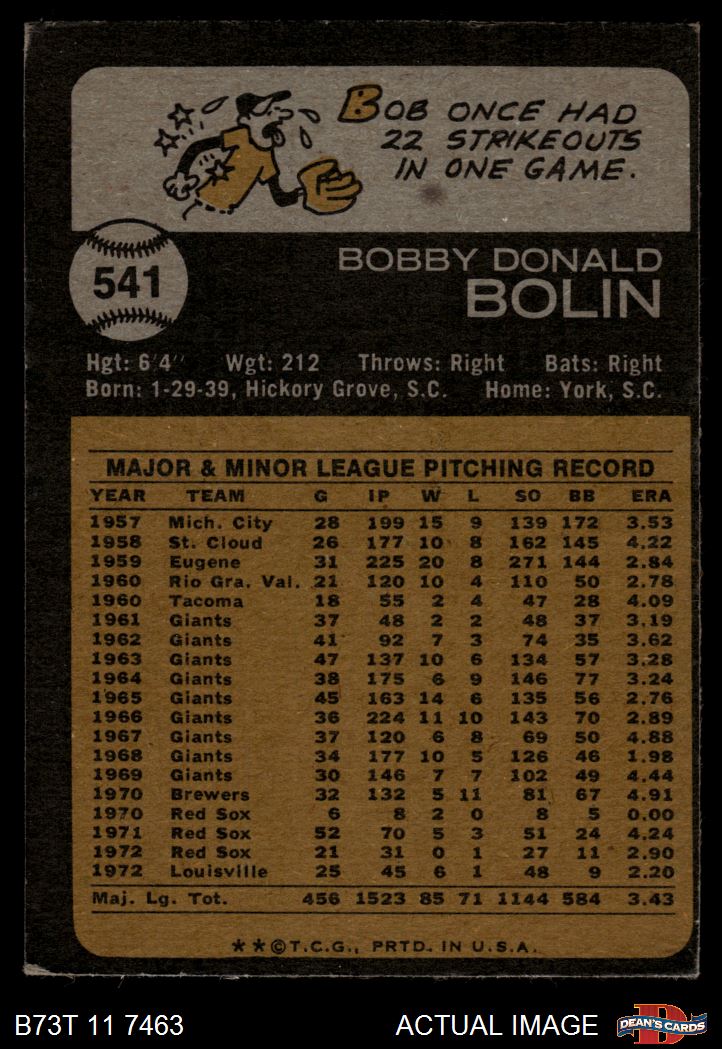 BOB ONCE HAD
22 STRIKEOUTS
IN ONE GAME.
541
BOBBY DONALD
BOLIN
Hgt: 6'4" Wgt: 212 Throws: Right Bats: Right
Born: 1-29-39, Hickory Grove, S.C. Home: York, S.C.
MAJOR & MINOR LEAGUE PITCHING RECORD
YEAR TEAM G IP W L SO BB ERA
1957 Mich. City 28 199 15 9 139 172 3.53
1958 St. Cloud 26 177 10 8 162 145 4.22
1959 Eugene 31 225 20 8 271 144 2.84
1960 Rio Gra. Val. 21 120 10 4 110 50 2.78
1960 Tacoma 18 55 2 4 47 28 4.09
1961 Giants 37 48 2 2 48 37 3.19
1962 Giants 41 92 7 3 74 35 3.62
1963 Giants 47 137 10 6 134 57 3.28
1964 Giants 38 175 6 9 146 77 3.24
1965 Giants 45 163 14 6 135 56 2.76
1966 Giants 36 224 11 10 143 70 2.89
1967 Giants 37 120 6 8 69 50 4.88
1968 Giants 34 177 10 5 126 46 1.98
1969 Giants 30 146 7 7 102 49 4.44
1970 Brewers 32 132 5 11 81 67 4.91
1970 Red Sox 6 8 2 0 8 5 0.00
1971 Red Sox 52 70 5 3 51 24 4.24
1972 Red Sox 21 31 0 1 27 11 2.90
1972 Louisville 25 45 6 1 48 9 2.20
Maj. Lg. Tot. 456 1523 85 71 1144 584 3.43
**©T.C.G., PRTD. IN U.S.A.
B73T 11 7463 ACTUAL IMAGE D DEAN'S CARDS